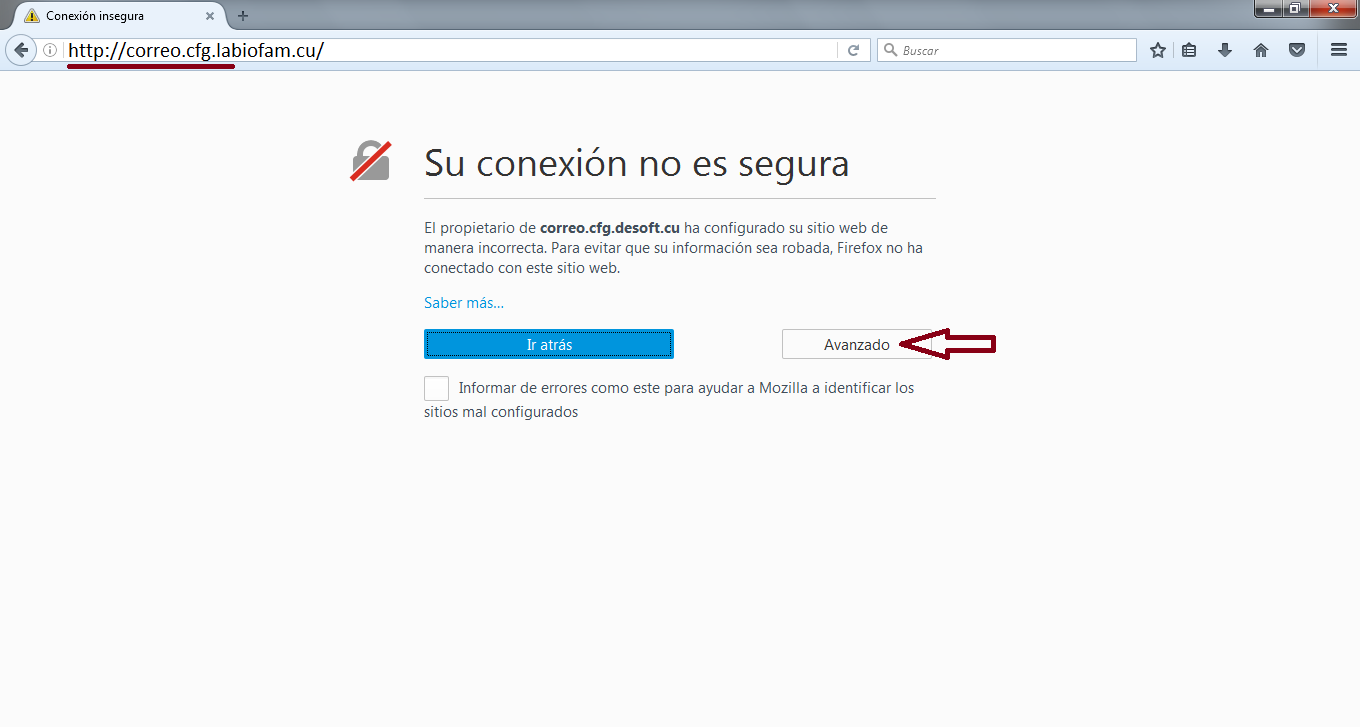 Conexión insegura
http://correo.cfg.labiofam.cu/
Buscar
Su conexión no es segura
El propietario de correo.cfg.desoft.cu ha configurado su sitio web de
manera incorrecta. Para evitar que su información sea robada, Firefox no ha
conectado con este sitio web.
Saber más...
Ir atrás
Avanzado
Informar de errores como este para ayudar a Mozilla a identificar los
sitios mal configurados